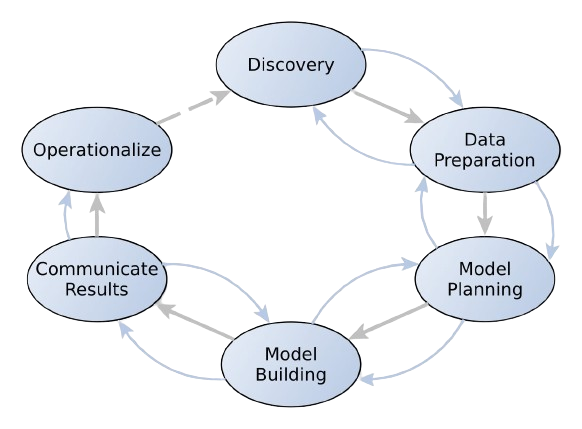 Discovery
Data
Preparation
Model
Planning
Model
Building
Communicate
Results
Operationalize